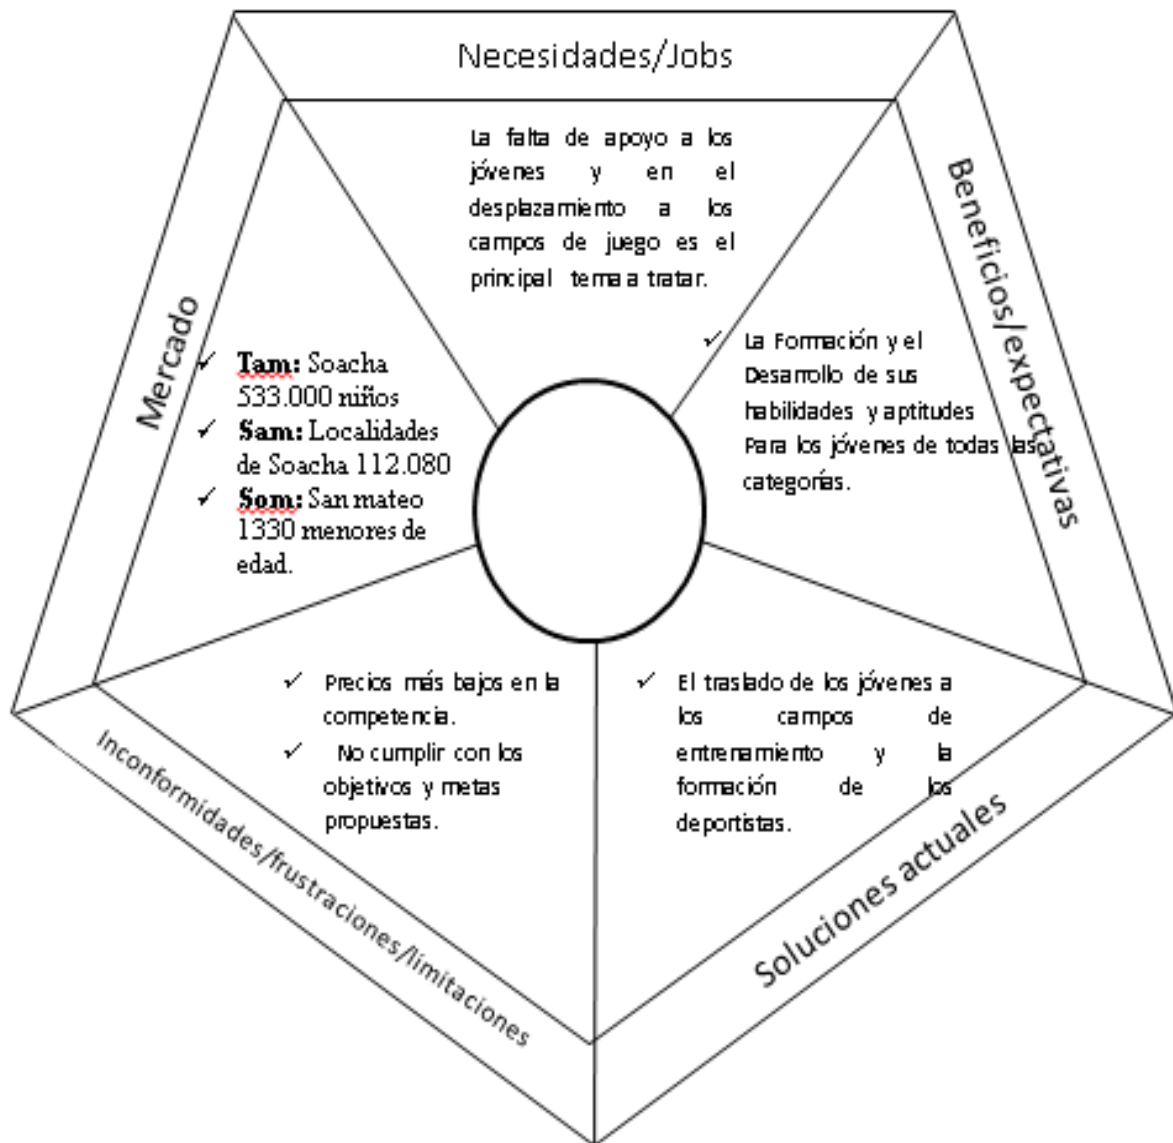 Necesidades/Jobs
La falta de apoyo a los
jóvenes y en el
desplazamiento a los
campos de juego es el
principal tema a tratar.
Beneficios/expectativas
✓ La Formación y el
Desarrollo de sus
habilidades y aptitudes
Para los jóvenes de todas las
categorías.
Mercado
✓ Tam: Soacha
533.000 niños
✓ Sam: Localidades
de Soacha 112.080
✓ Som: San mateo
1330 menores de
edad.
Inconformidades/frustraciones/limitaciones
✓ Precios más bajos en la
competencia.
✓ No cumplir con los
objetivos y metas
propuestas.
Soluciones actuales
✓ El traslado de los jóvenes a
los campos de
entrenamiento y la
formación de los
deportistas.